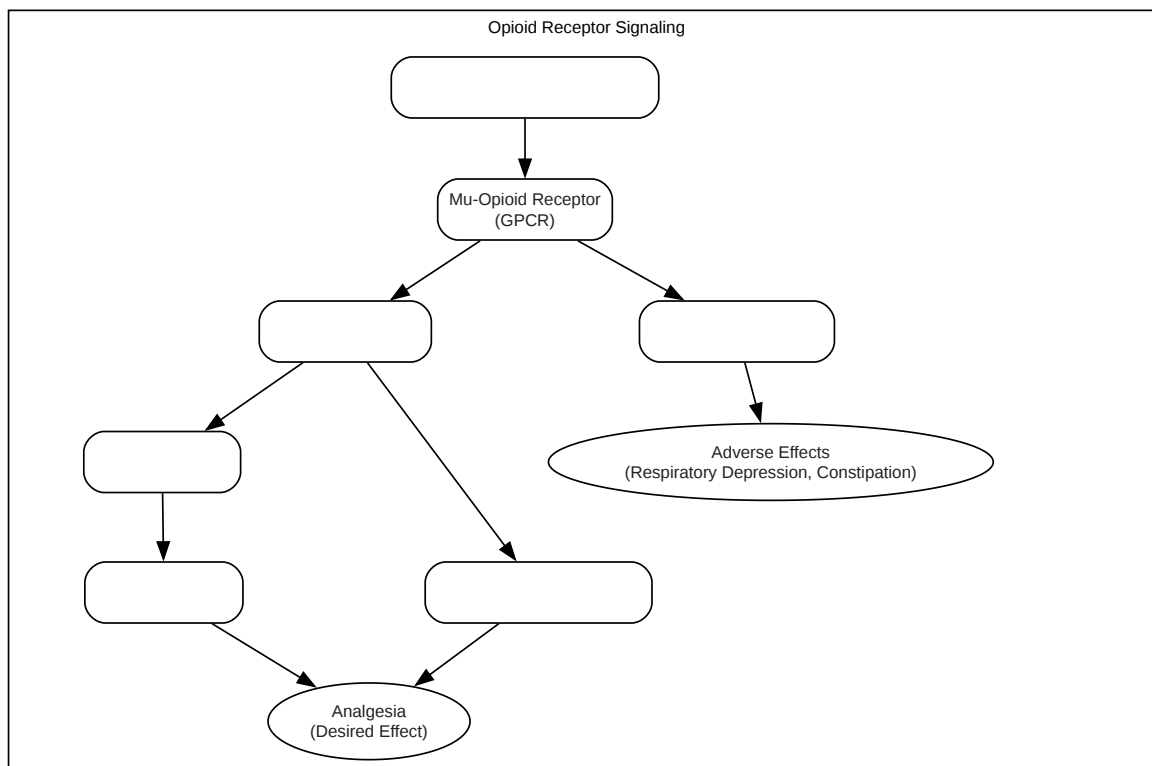 Opioid Receptor Signaling
Mu-Opioid Receptor
(GPCR)
Adverse Effects
(Respiratory Depression, Constipation)
Analgesia
(Desired Effect)